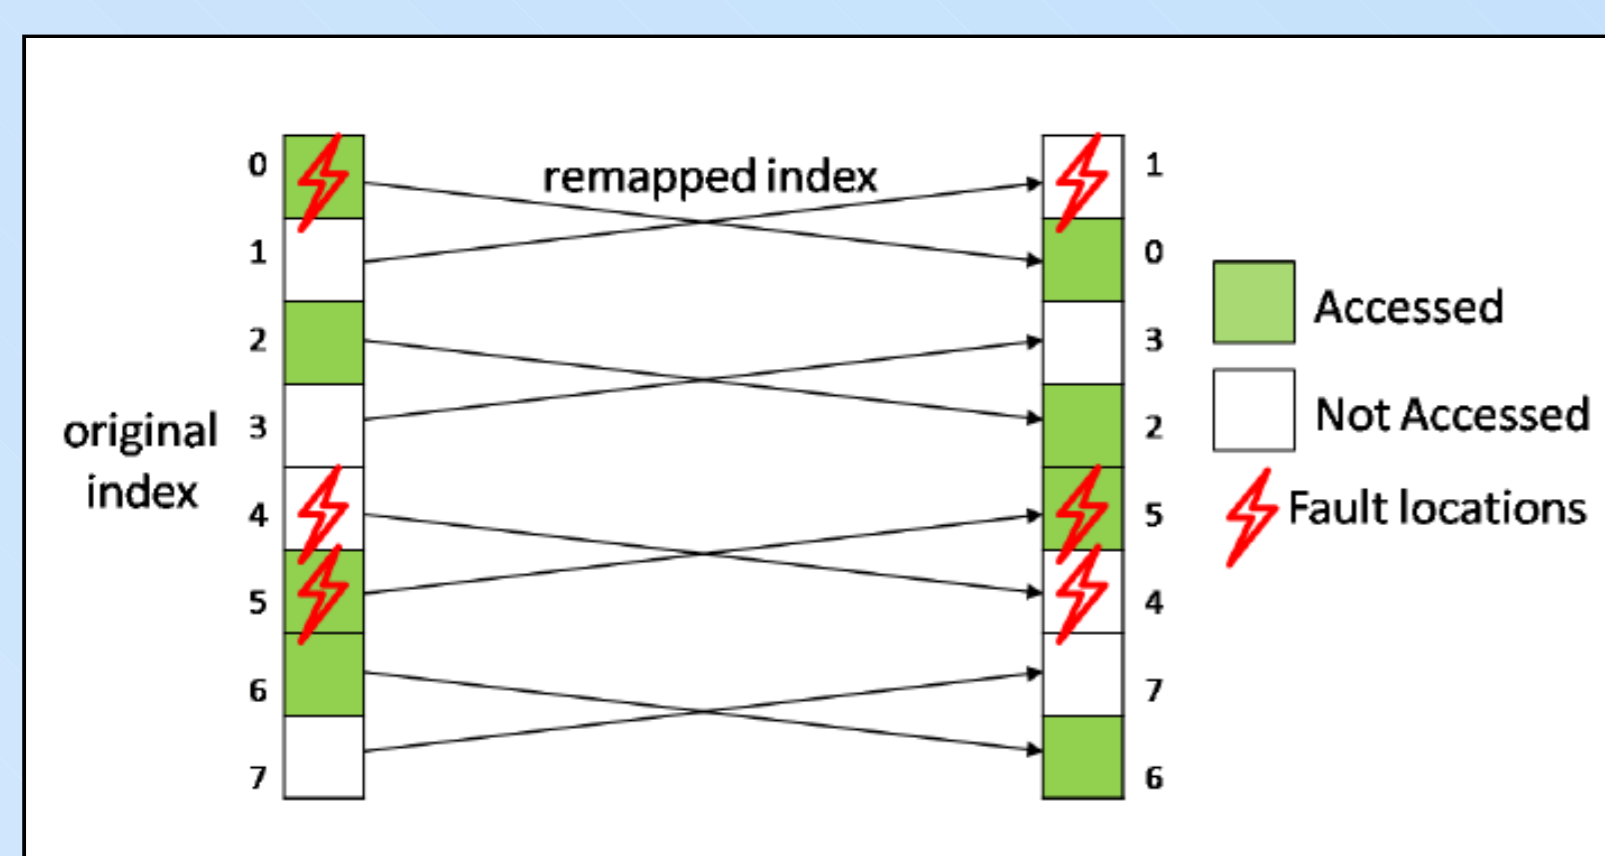 remapped index
original
index
0
1
2
3
4
5
6
7
1
0
3
2
5
4
7
6
Accessed
Not Accessed
Fault locations